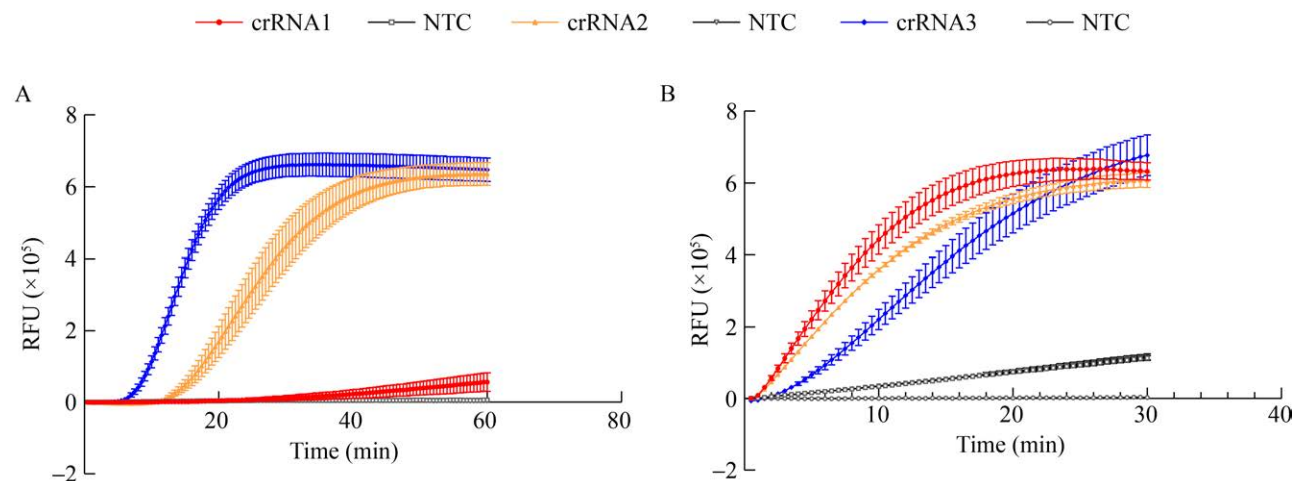 crRNA1 NTC crRNA2 NTC crRNA3 NTC
A
8
6
4
2
0
−2
20 40 60 80
RFU (×10⁵)
Time (min)
B
8
6
4
2
0
−2
10 20 30 40
RFU (×10⁵)
Time (min)